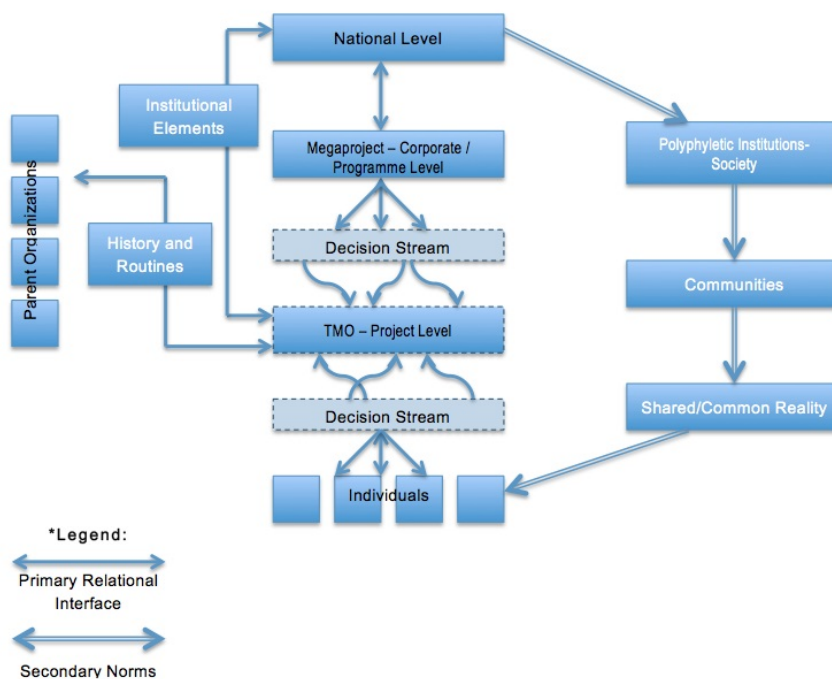 National Level
Institutional
Elements
Megaproject – Corporate /
Programme Level
Polyphyletic Institutions-
Society
Parent Organizations
History and
Routines
Decision Stream
Communities
TMO – Project Level
Decision Stream
Shared/Common Reality
Individuals
*Legend:
Primary Relational
Interface
Secondary Norms